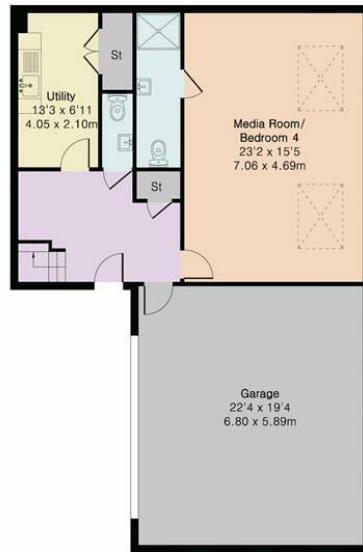 St
Utility
13'3 x 6'11
4.05 x 2.10m
Media Room/
Bedroom 4
23'2 x 15'5
7.06 x 4.69m
St
Garage
22'4 x 19'4
6.80 x 5.89m